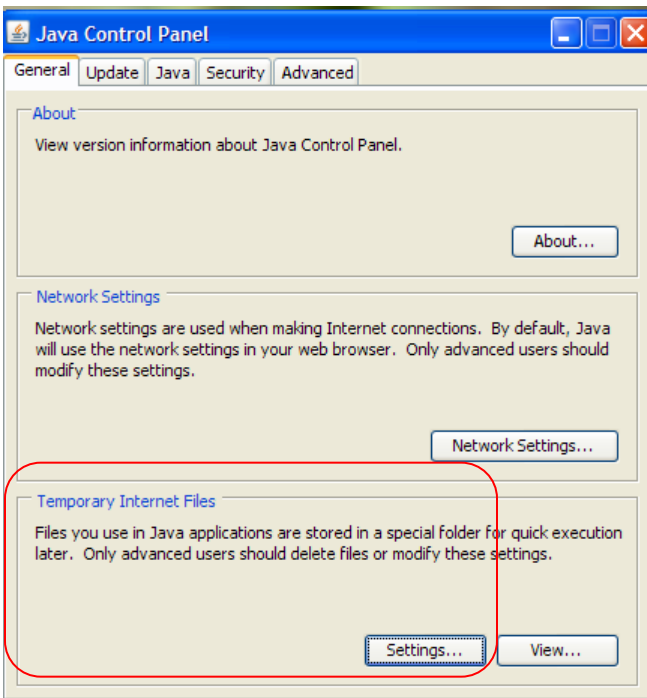 Java Control Panel
General Update Java Security Advanced
About
View version information about Java Control Panel.
About...
Network Settings
Network settings are used when making Internet connections. By default, Java
will use the network settings in your web browser. Only advanced users should
modify these settings.
Network Settings...
Temporary Internet Files
Files you use in Java applications are stored in a special folder for quick execution
later. Only advanced users should delete files or modify these settings.
Settings... View...